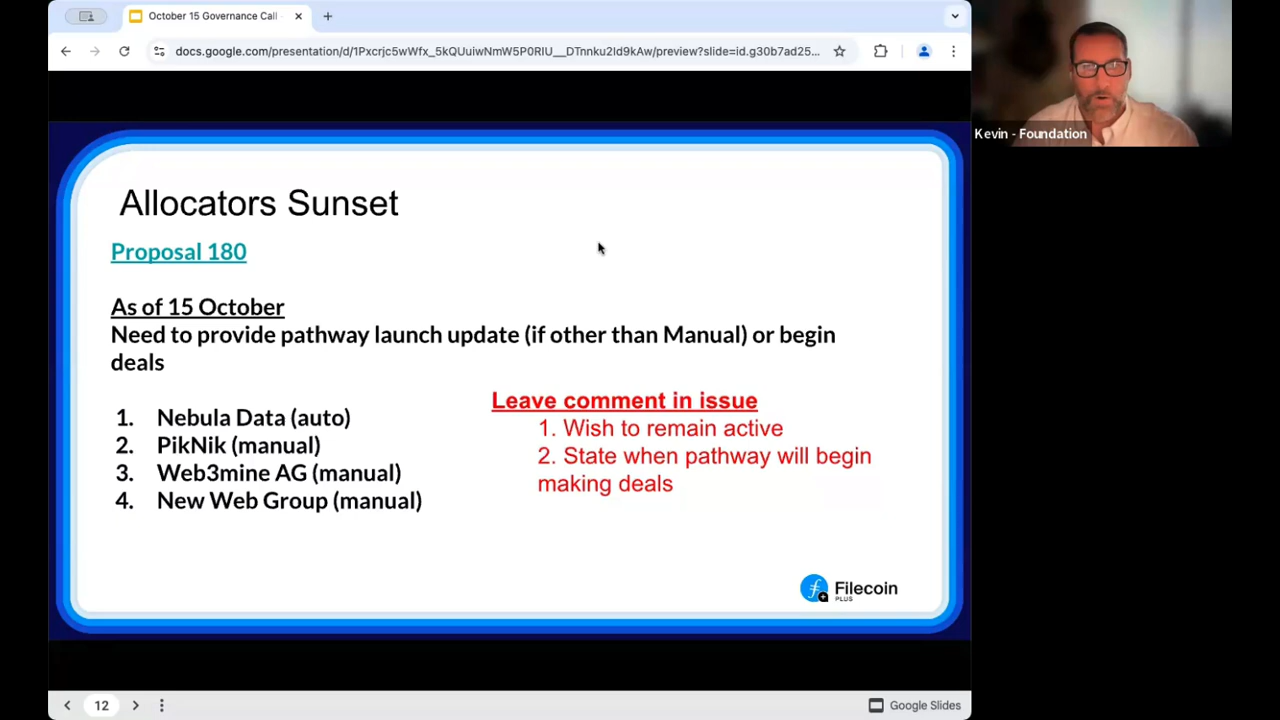 October 15 Governance Call
docs.google.com/presentation/d/1Pxcrjc5wWfx_5kQUuiwNmW5P0RIU__DTnnku2Id9kAw/preview?slide=id.g30b7ad25...
Kevin - Foundation
Allocators Sunset
Proposal 180
As of 15 October
Need to provide pathway launch update (if other than Manual) or begin
deals
1. Nebula Data (auto)
2. PikNik (manual)
3. Web3mine AG (manual)
4. New Web Group (manual)
Leave comment in issue
1. Wish to remain active
2. State when pathway will begin
making deals
Filecoin
PLUS
12
Google Slides